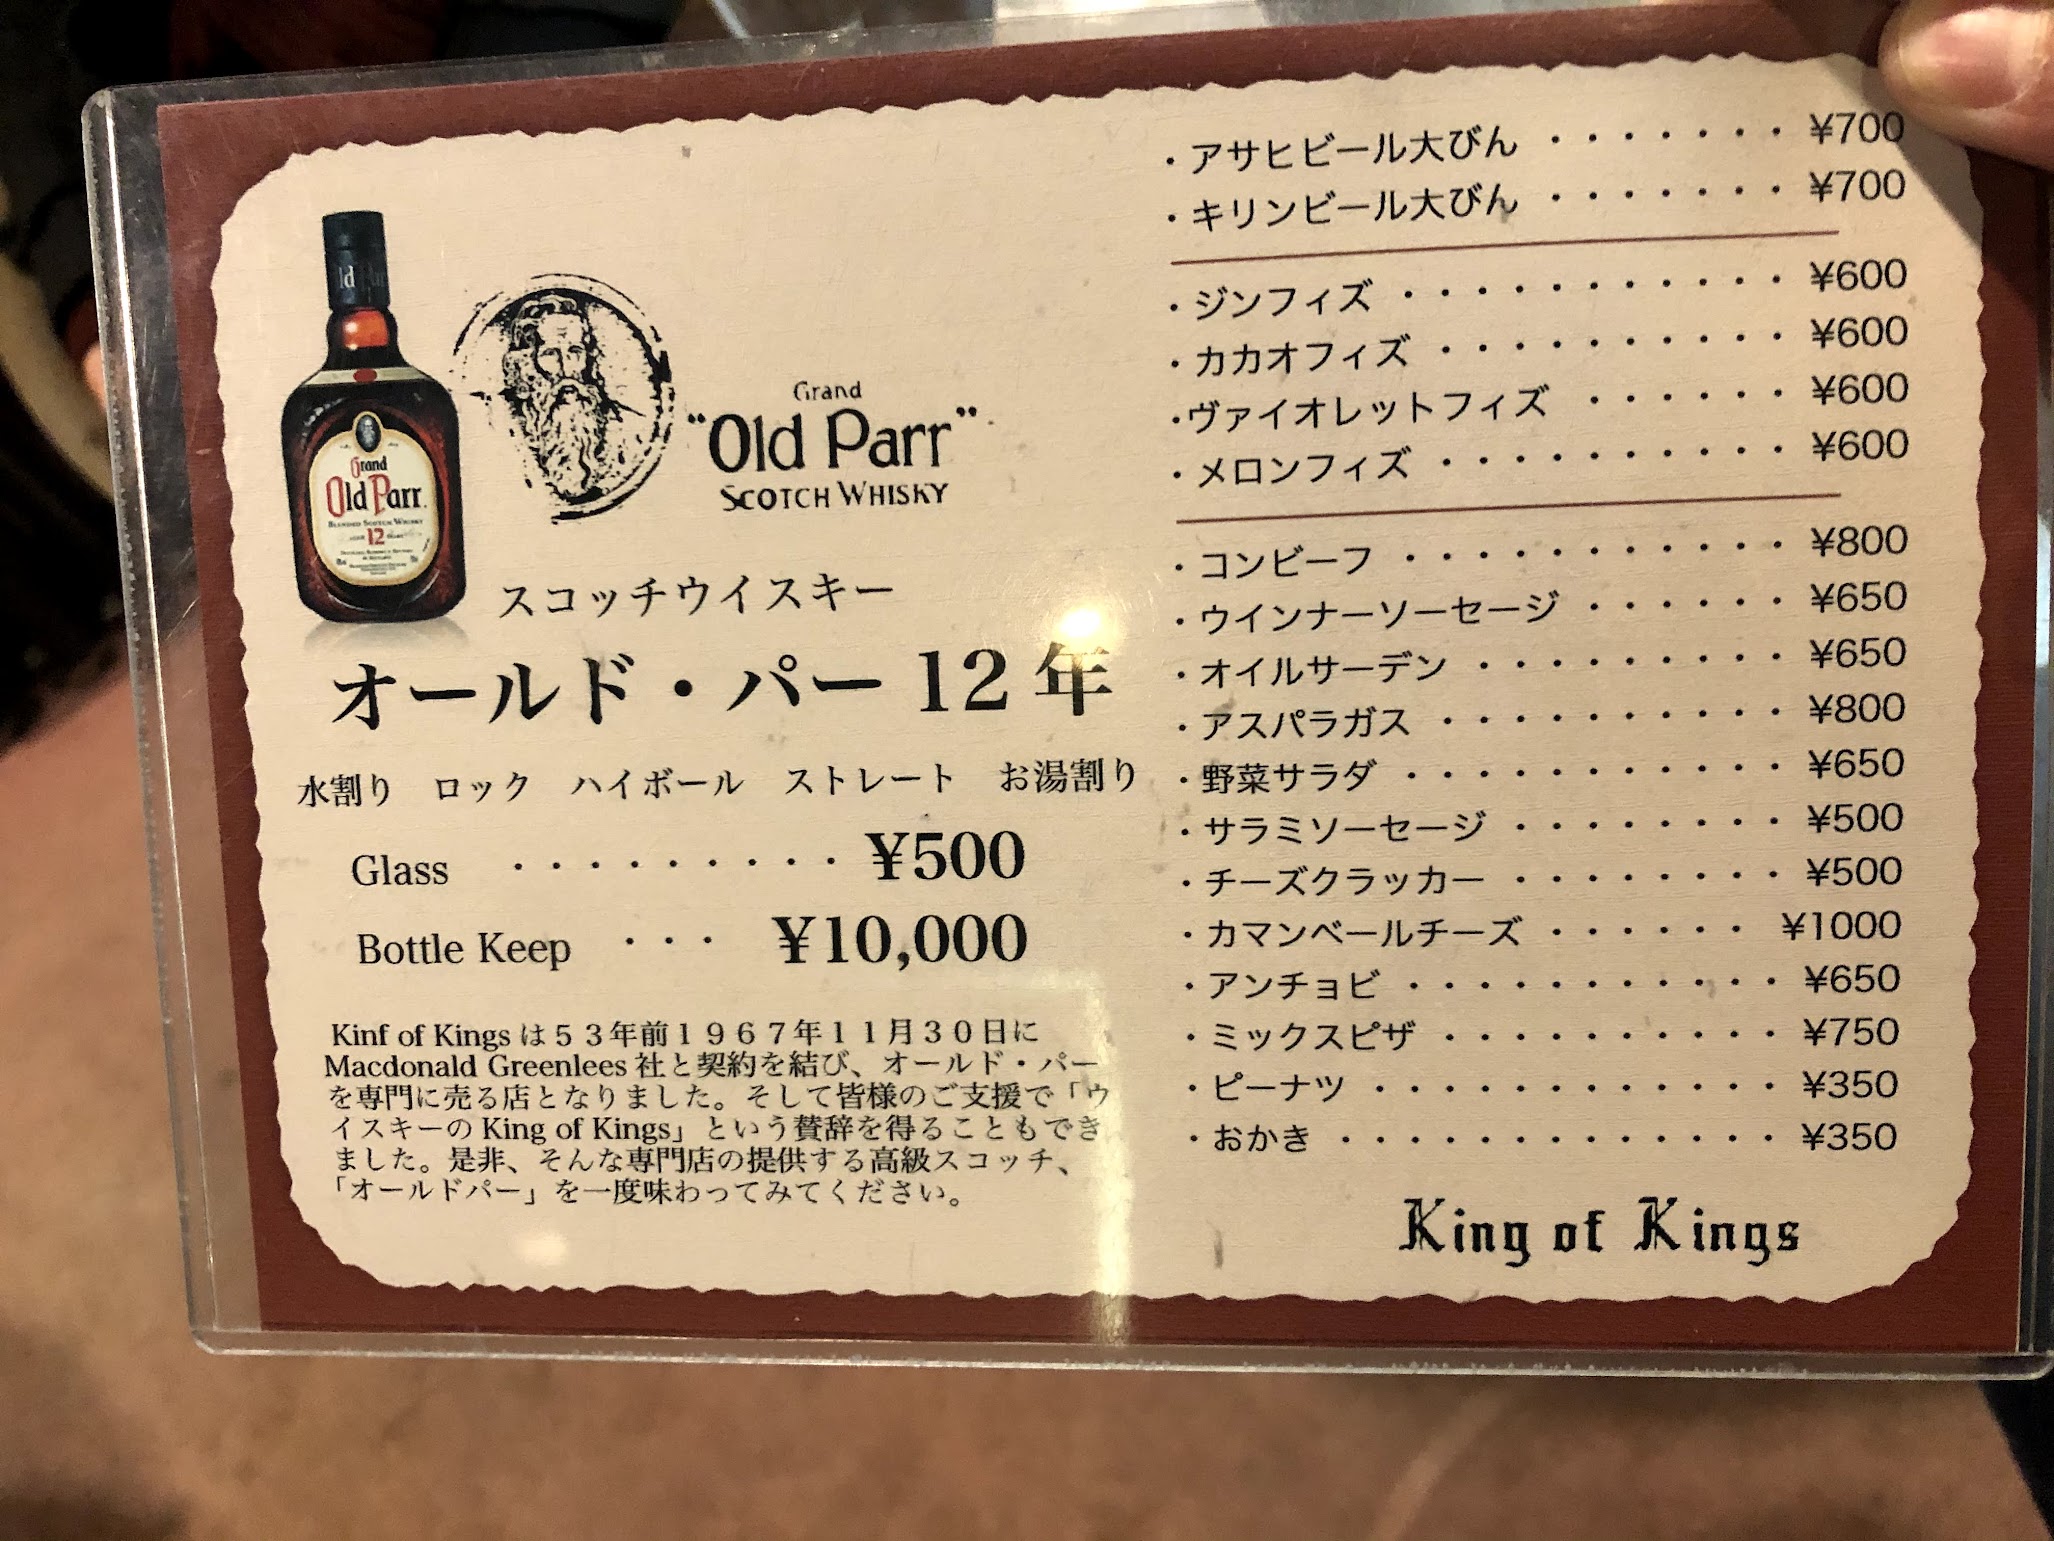 Old Parr
Grand
Old Parr
BLENDED SCOTCH WHISKY
AGED 12 YEARS
Grand
"Old Parr"
SCOTCH WHISKY
スコッチウイスキー
オールド・パー 12 年
水割り ロック ハイボール ストレート お湯割り
Glass ・・・・・・・・・ ¥500
Bottle Keep ・・・ ¥10,000
Kinf of Kings は５３年前１９６７年１１月３０日に
Macdonald Greenlees 社と契約を結び、オールド・パー
を専門に売る店となりました。そして皆様のご支援で「ウ
イスキーの King of Kings」という賛辞を得ることもでき
ました。是非、そんな専門店の提供する高級スコッチ、
「オールドパー」を一度味わってみてください。
・アサヒビール大びん ・・・・・・・ ¥700
・キリンビール大びん ・・・・・・・ ¥700
・ジンフィズ ・・・・・・・・・・・ ¥600
・カカオフィズ ・・・・・・・・・・ ¥600
・ヴァイオレットフィズ ・・・・・・ ¥600
・メロンフィズ ・・・・・・・・・・ ¥600
・コンビーフ ・・・・・・・・・・・ ¥800
・ウインナーソーセージ ・・・・・・ ¥650
・オイルサーデン ・・・・・・・・・ ¥650
・アスパラガス ・・・・・・・・・・ ¥800
・野菜サラダ ・・・・・・・・・・・ ¥650
・サラミソーセージ ・・・・・・・・ ¥500
・チーズクラッカー ・・・・・・・・ ¥500
・カマンベールチーズ ・・・・・・ ¥1000
・アンチョビ ・・・・・・・・・・・ ¥650
・ミックスピザ ・・・・・・・・・・ ¥750
・ピーナツ ・・・・・・・・・・・・ ¥350
・おかき ・・・・・・・・・・・・・ ¥350
King of Kings